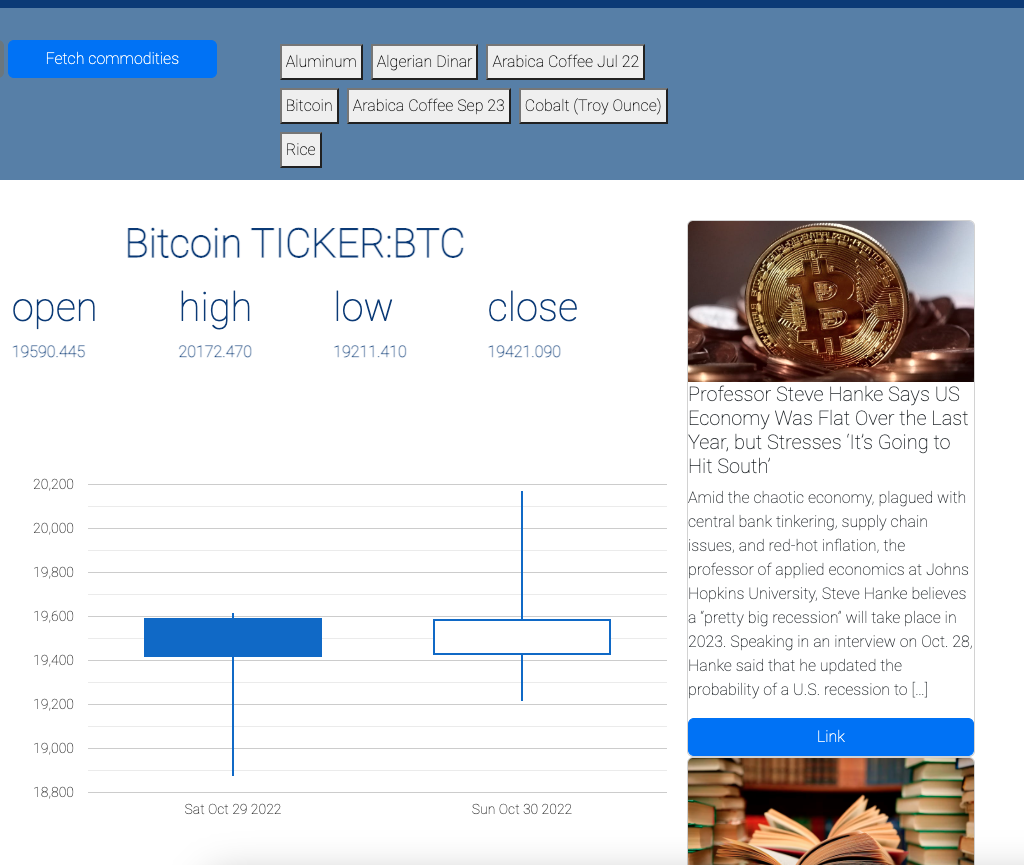 Fetch commodities
Aluminum
Algerian Dinar
Arabica Coffee Jul 22
Bitcoin
Arabica Coffee Sep 23
Cobalt (Troy Ounce)
Rice
Bitcoin TICKER:BTC
open
high
low
close
19590.445
20172.470
19211.410
19421.090
20,200
20,000
19,800
19,600
19,400
19,200
19,000
18,800
Sat Oct 29 2022
Sun Oct 30 2022
Professor Steve Hanke Says US
Economy Was Flat Over the Last
Year, but Stresses ‘It’s Going to
Hit South’
Amid the chaotic economy, plagued with
central bank tinkering, supply chain
issues, and red-hot inflation, the
professor of applied economics at Johns
Hopkins University, Steve Hanke believes
a “pretty big recession” will take place in
2023. Speaking in an interview on Oct. 28,
Hanke said that he updated the
probability of a U.S. recession to [...]
Link